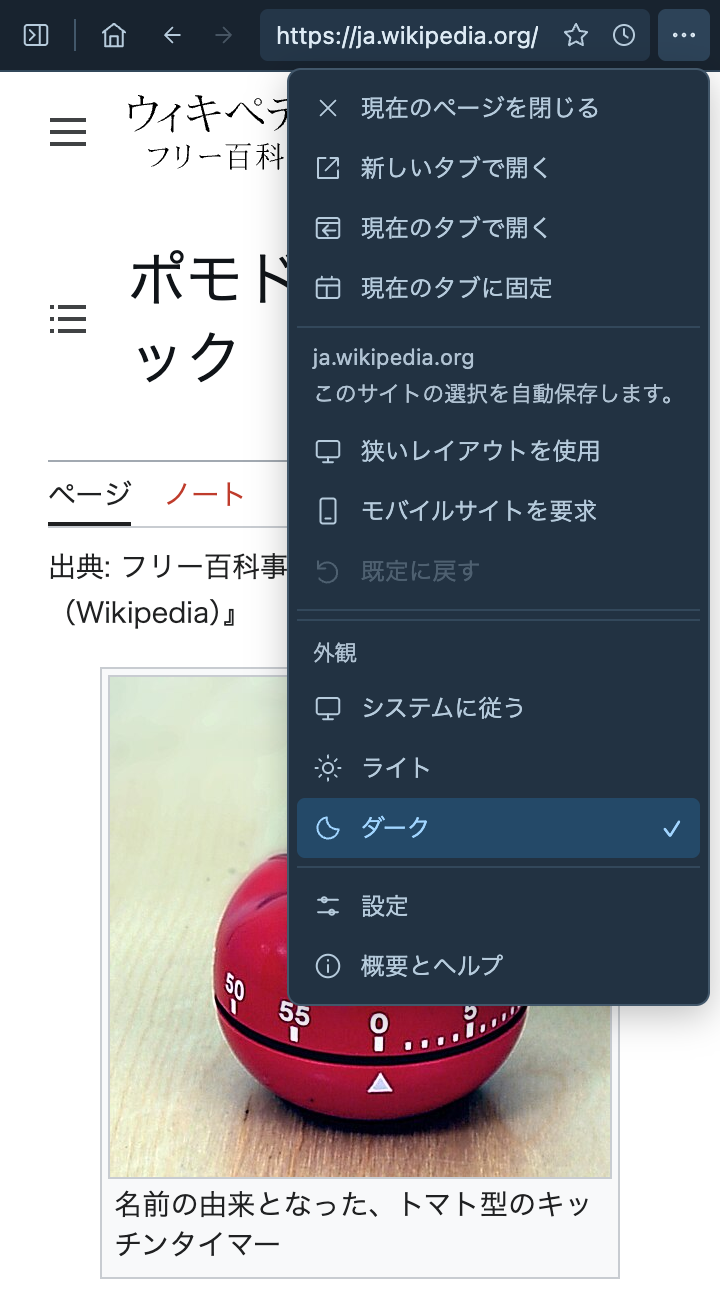 https://ja.wikipedia.org/
ウィキペデ
フリー百科
現在のページを閉じる
新しいタブで開く
現在のタブで開く
現在のタブに固定
ポモド
ック
ja.wikipedia.org
このサイトの選択を自動保存します。
狭いレイアウトを使用
モバイルサイトを要求
既定に戻す
ページ ノート
出典: フリー百科事
（Wikipedia）』
外観
システムに従う
ライト
ダーク
設定
概要とヘルプ
50 55 0 5
名前の由来となった、トマト型のキッ
チンタイマー